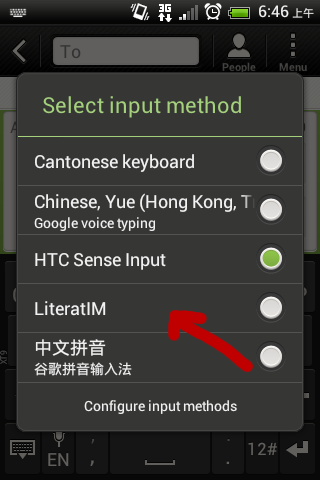 3G
6:46 上午
To
People
Menu
Select input method
Cantonese keyboard
Chinese, Yue (Hong Kong, T
Google voice typing
HTC Sense Input
LiteratIM
中文拼音
谷歌拼音输入法
Configure input methods
XT9
EN
,
.
12#